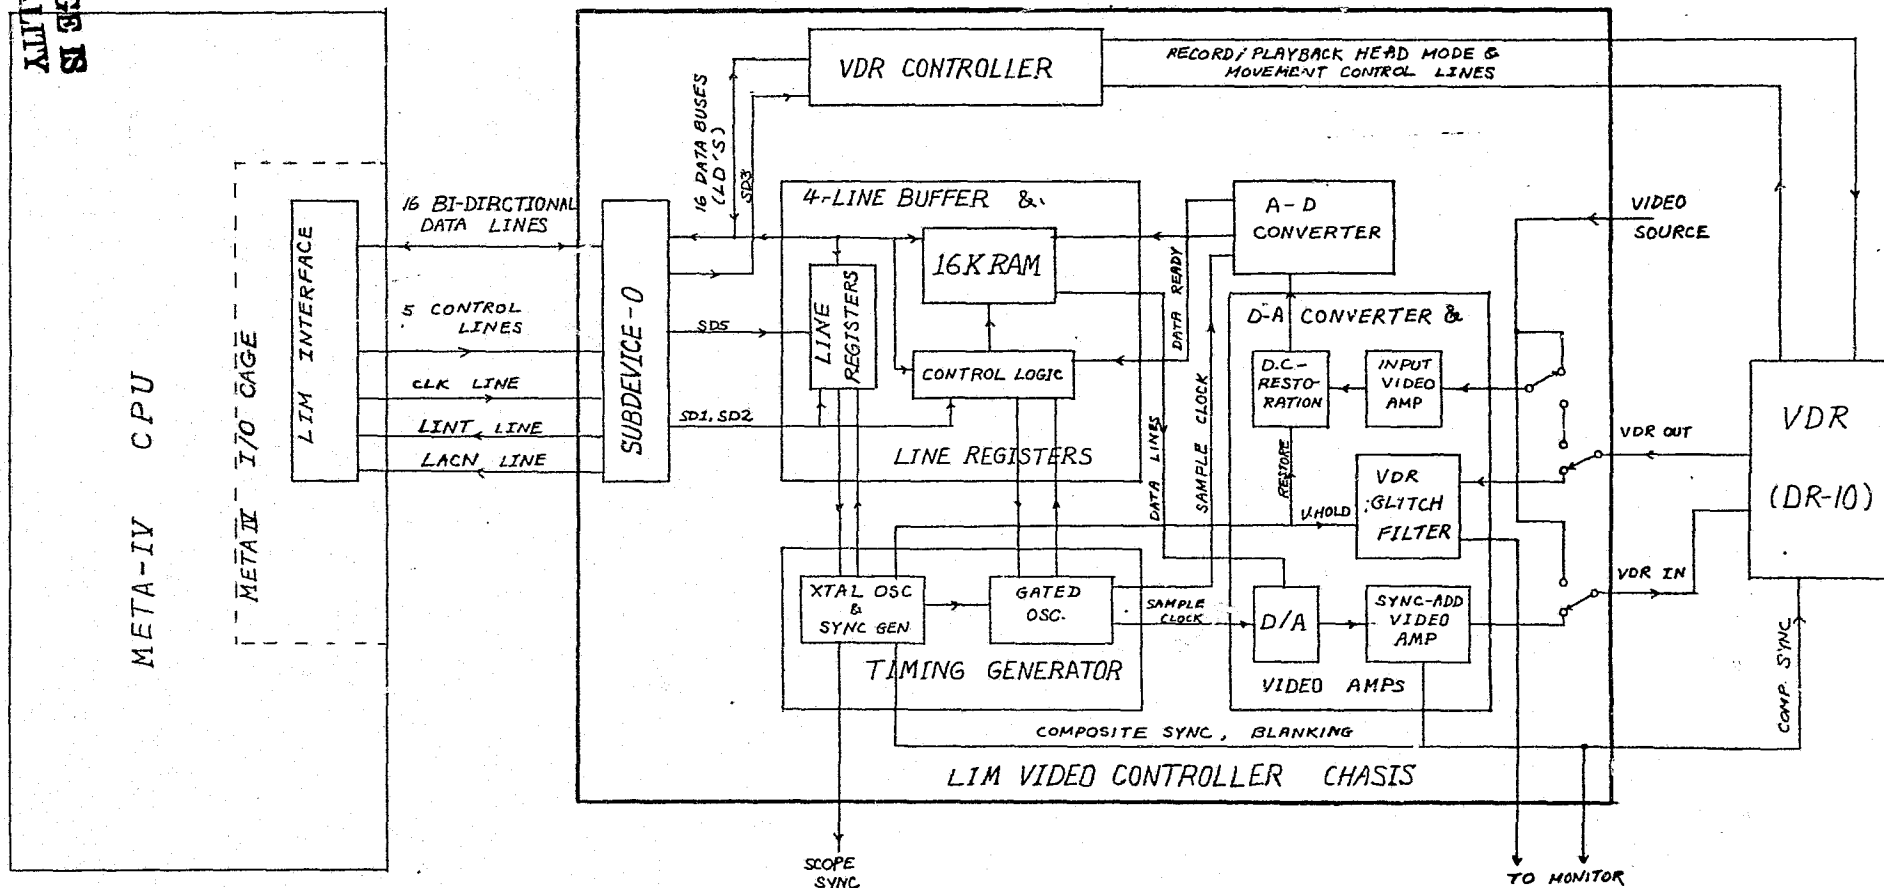 E IS
LITY
VDR CONTROLLER
RECORD/PLAYBACK HEAD MODE &
MOVEMENT CONTROL LINES
16 DATA BUSES
(LD'S)
SD3
4-LINE BUFFER &
A-D
CONVERTER
VIDEO
SOURCE
16 BI-DIRCTIONAL
DATA LINES
LIM INTERFACE
SUBDEVICE-0
16K RAM
LINE
REGISTERS
DATA READY
D-A CONVERTER &
5 CONTROL
LINES
SD5
CONTROL LOGIC
D.C-
RESTO-
RATION
INPUT
VIDEO
AMP
META-IV CPU
META IV I/O CAGE
CLK LINE
LINT LINE
LACN LINE
SD1, SD2
LINE REGISTERS
DATA LINES
SAMPLE CLOCK
RESTORE
V.HOLD
VDR
GLITCH
FILTER
VDR OUT
VDR
(DR-10)
VDR IN
XTAL OSC
&
SYNC GEN
GATED
OSC.
SAMPLE
CLOCK
D/A
SYNC-ADD
VIDEO
AMP
TIMING GENERATOR
VIDEO AMPS
COMP. SYNC
COMPOSITE SYNC, BLANKING
LIM VIDEO CONTROLLER CHASIS
SCOPE
SYNC
TO MONITOR